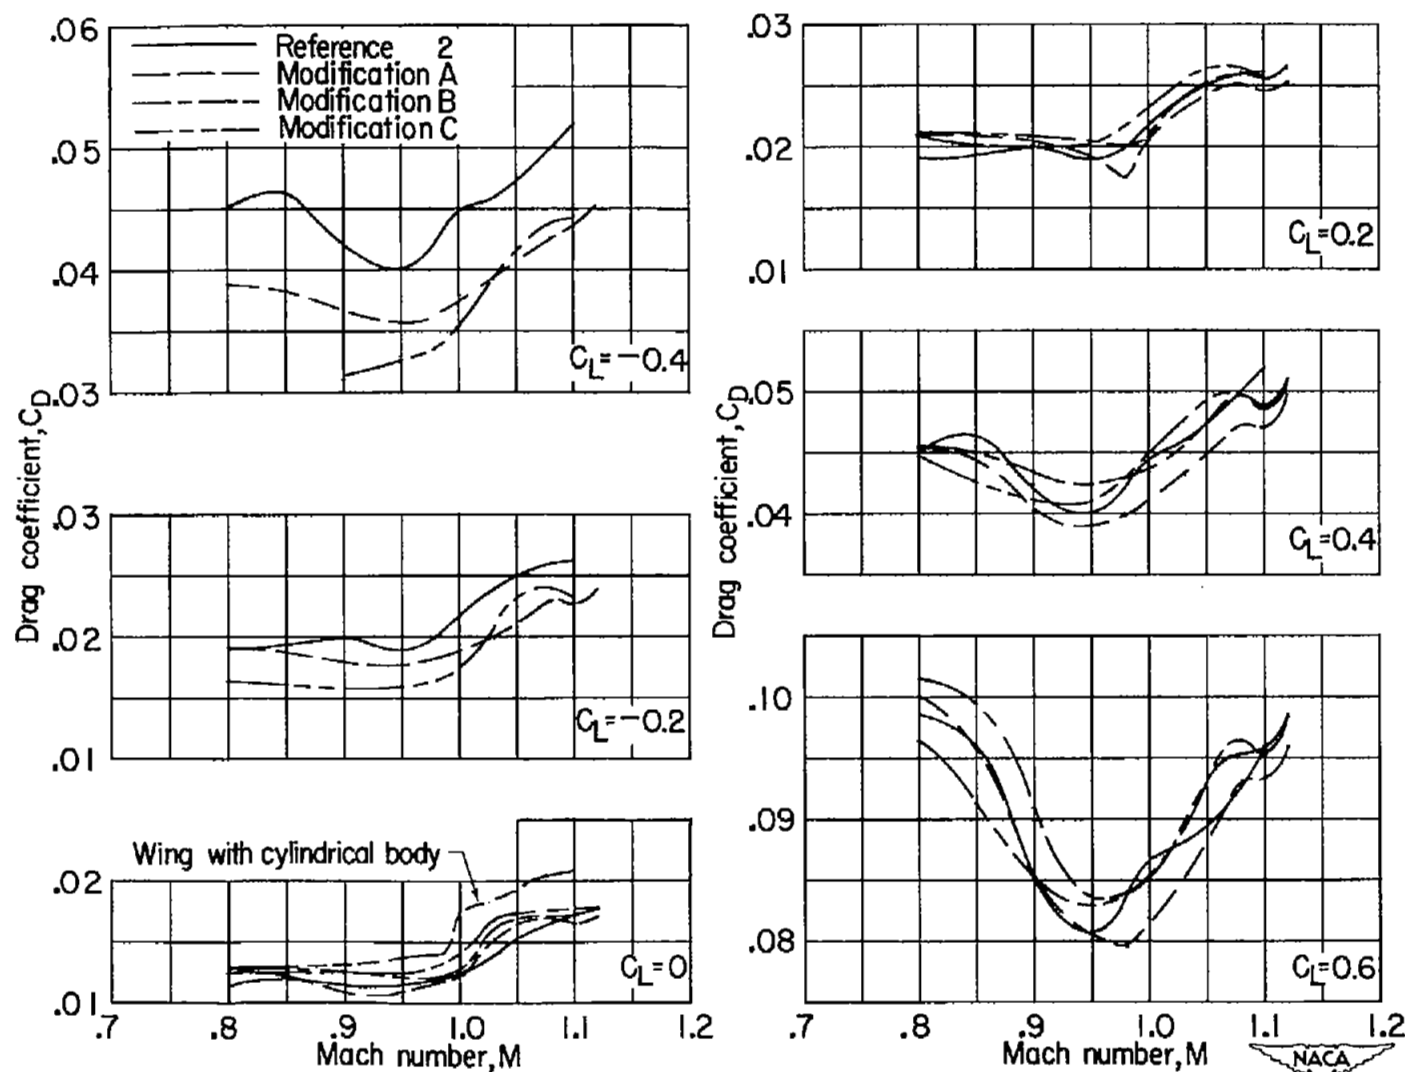 .06
Reference 2
Modification A
Modification B
Modification C
.05
.04
C_L=−0.4
.03
Drag coefficient, C_D
.03
.02
C_L=−0.2
.01
Wing with cylindrical body
.02
C_L=0
.01
.7 .8 .9 1.0 1.1 1.2
Mach number, M
.03
.02
C_L=0.2
.01
.05
Drag coefficient, C_D
.04
C_L=0.4
.10
.09
.08
C_L=0.6
.7 .8 .9 1.0 1.1 1.2
Mach number, M
NACA